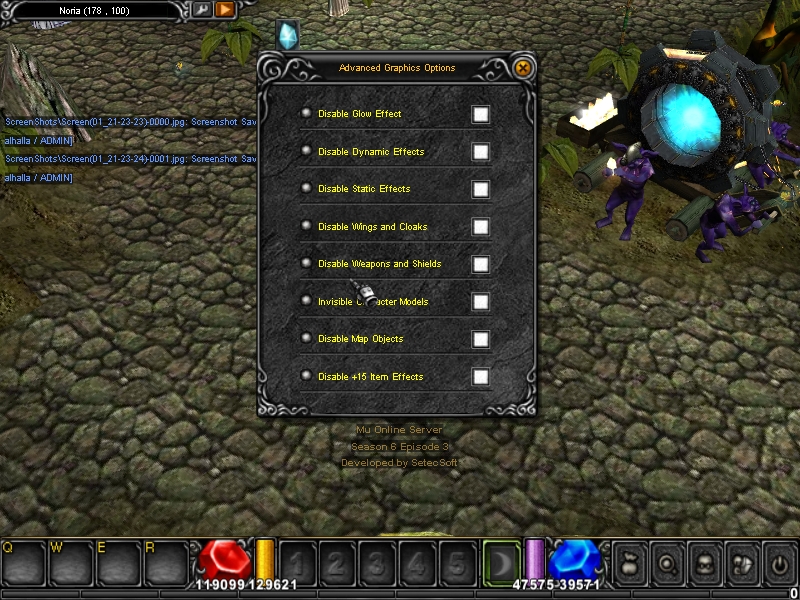 Noria (178 , 100)
Advanced Graphics Options
Disable Glow Effect
ScreenShots\Screen(01_21-23-23)-0000.jpg: Screenshot Sav
alhalla / ADMIN]
Disable Dynamic Effects
ScreenShots\Screen(01_21-23-24)-0001.jpg: Screenshot Sav
alhalla / ADMIN]
Disable Static Effects
Disable Wings and Cloaks
Disable Weapons and Shields
Invisible Models
Disable Map Objects
Disable +15 Item Effects
Mu Online Server
Season 6 Episode 3
Developed by SetecSoft
Q W E R
1 2 3 4 5
119099 129621
47575 39571
0